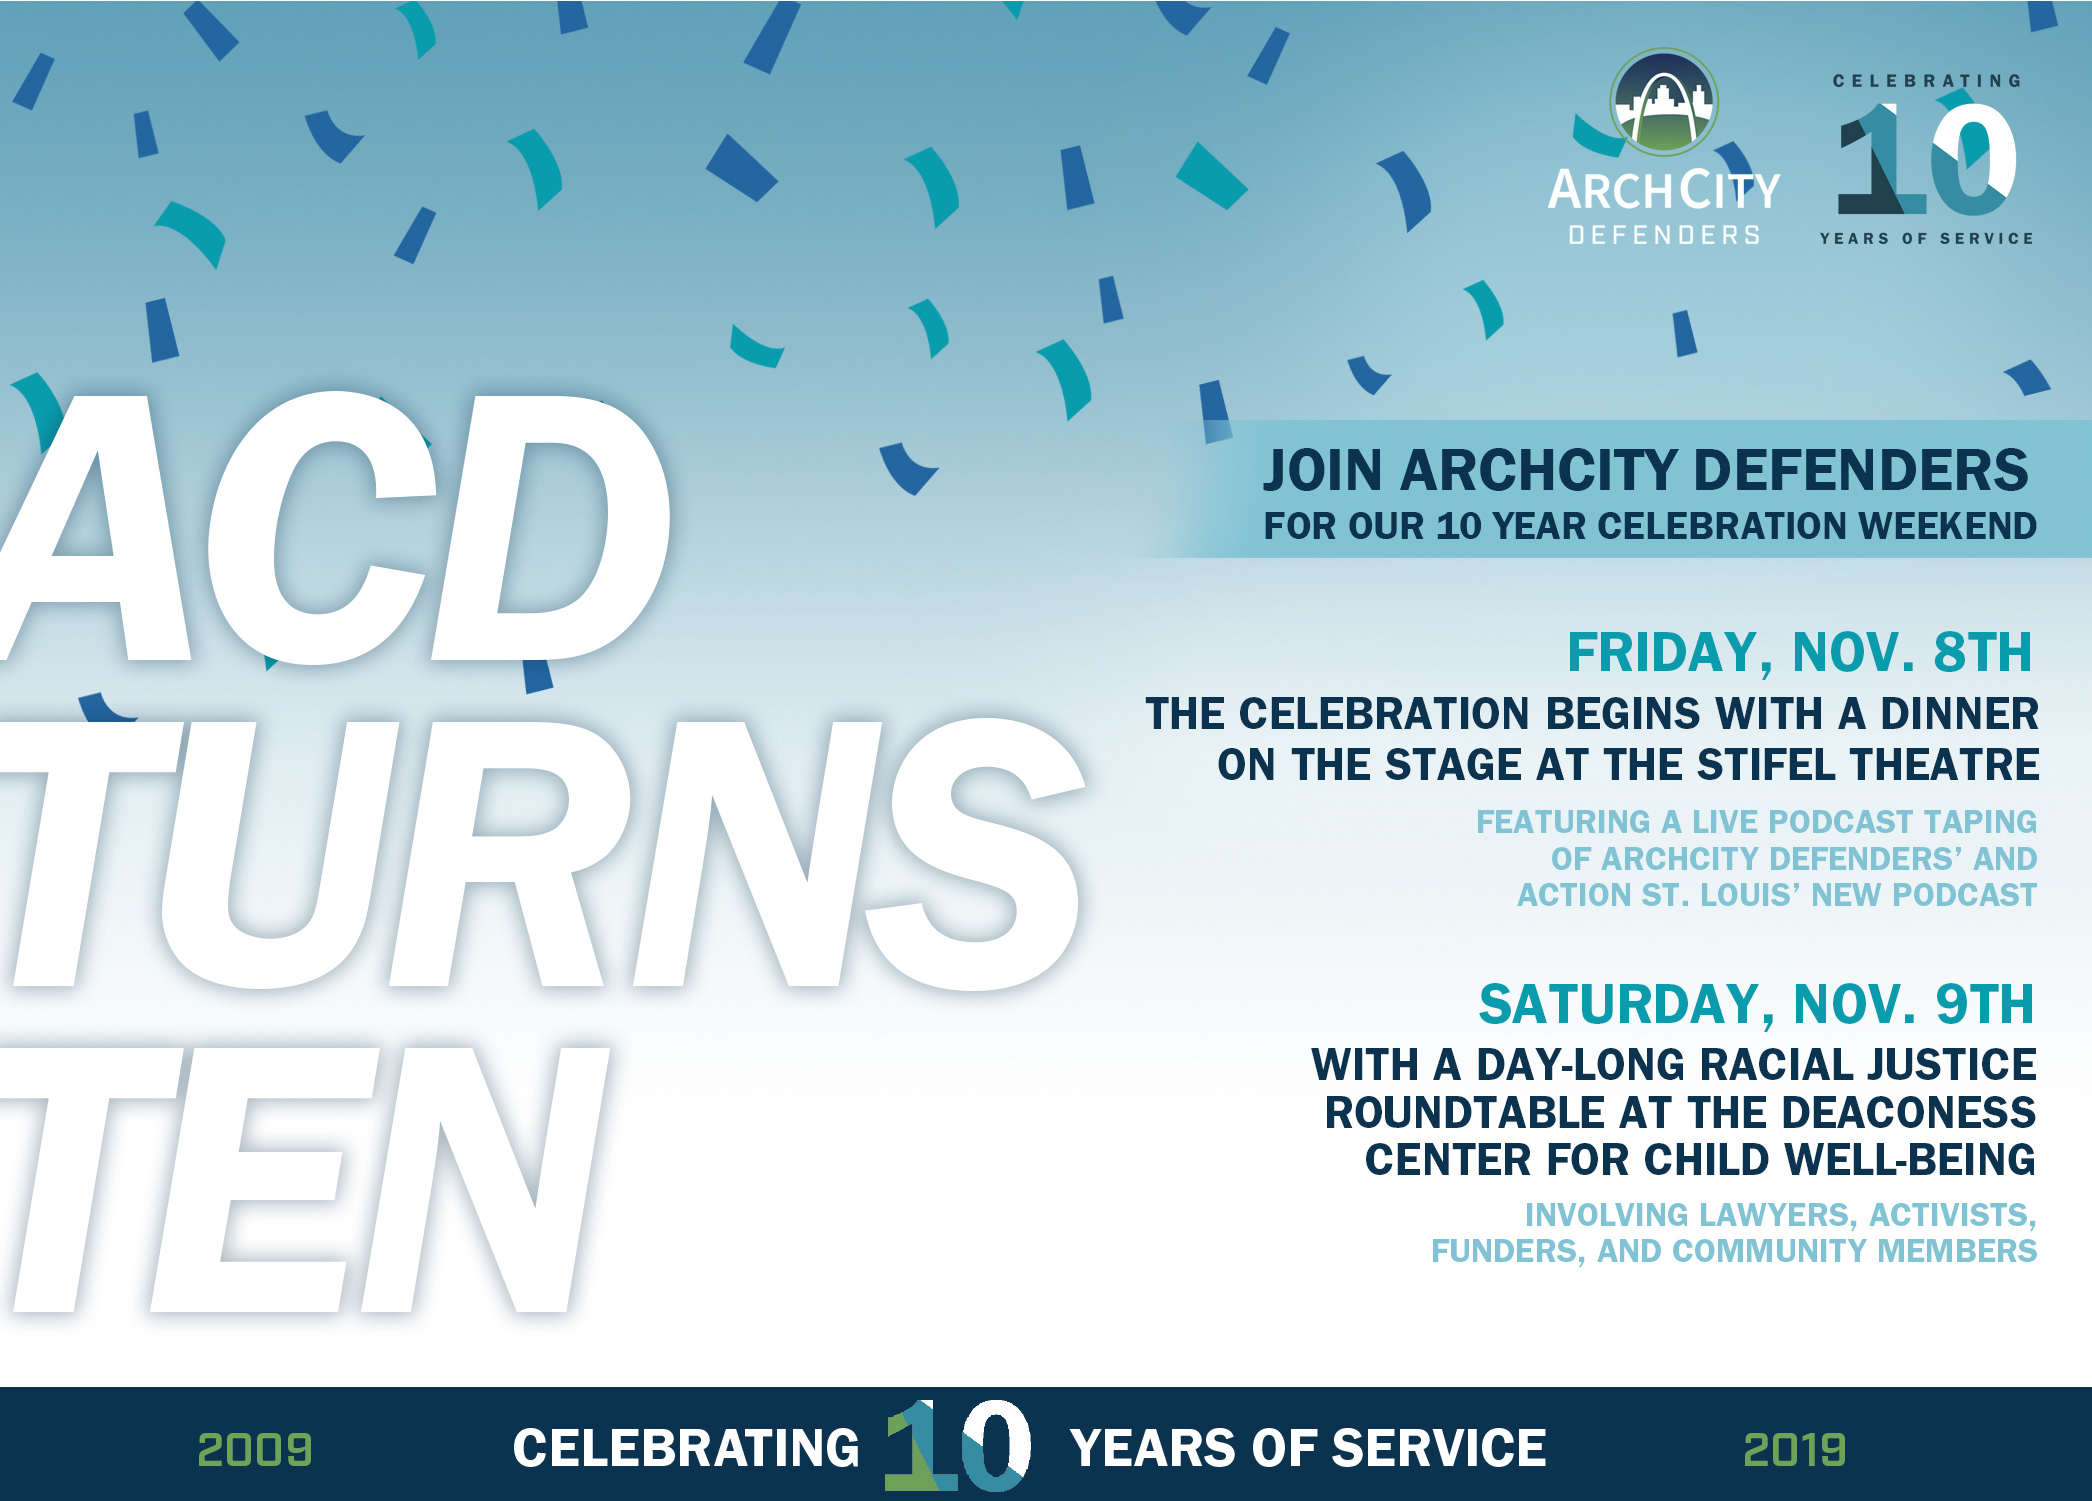 ARCHCITY
DEFENDERS
CELEBRATING
10
YEARS OF SERVICE
ACD
TURNS
TEN
JOIN ARCHCITY DEFENDERS
FOR OUR 10 YEAR CELEBRATION WEEKEND
FRIDAY, NOV. 8TH
THE CELEBRATION BEGINS WITH A DINNER
ON THE STAGE AT THE STIFEL THEATRE
FEATURING A LIVE PODCAST TAPING
OF ARCHCITY DEFENDERS’ AND
ACTION ST. LOUIS’ NEW PODCAST
SATURDAY, NOV. 9TH
WITH A DAY-LONG RACIAL JUSTICE
ROUNDTABLE AT THE DEACONESS
CENTER FOR CHILD WELL-BEING
INVOLVING LAWYERS, ACTIVISTS,
FUNDERS, AND COMMUNITY MEMBERS
2009 CELEBRATING 10 YEARS OF SERVICE 2019